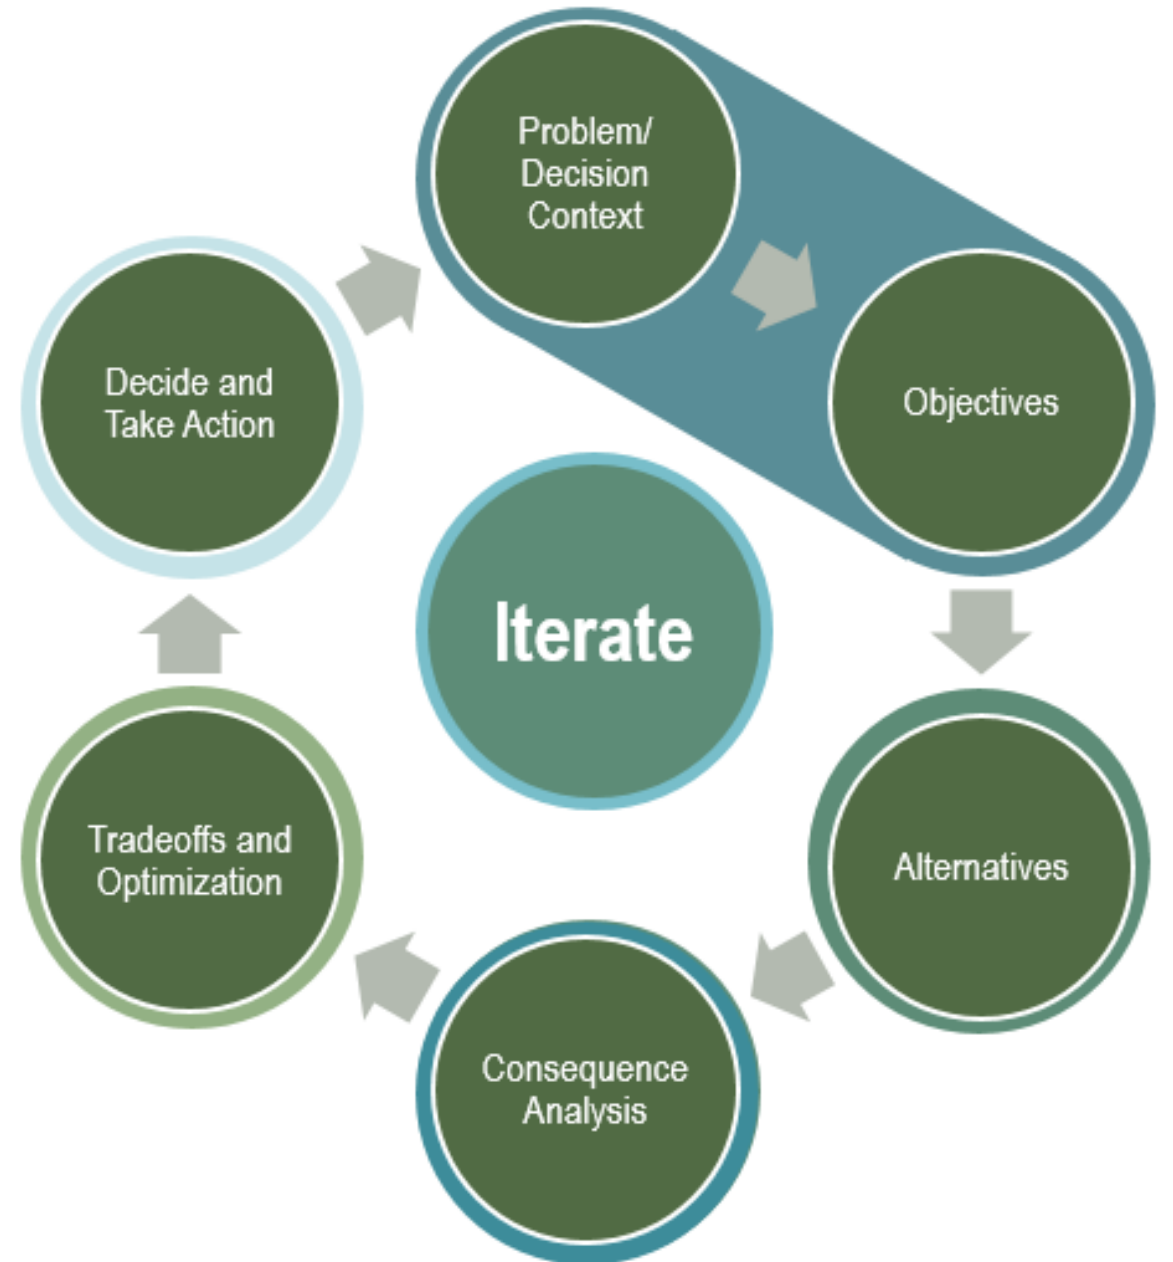 Problem/
Decision
Context
Objectives
Alternatives
Consequence
Analysis
Tradeoffs and
Optimization
Decide and
Take Action
Iterate